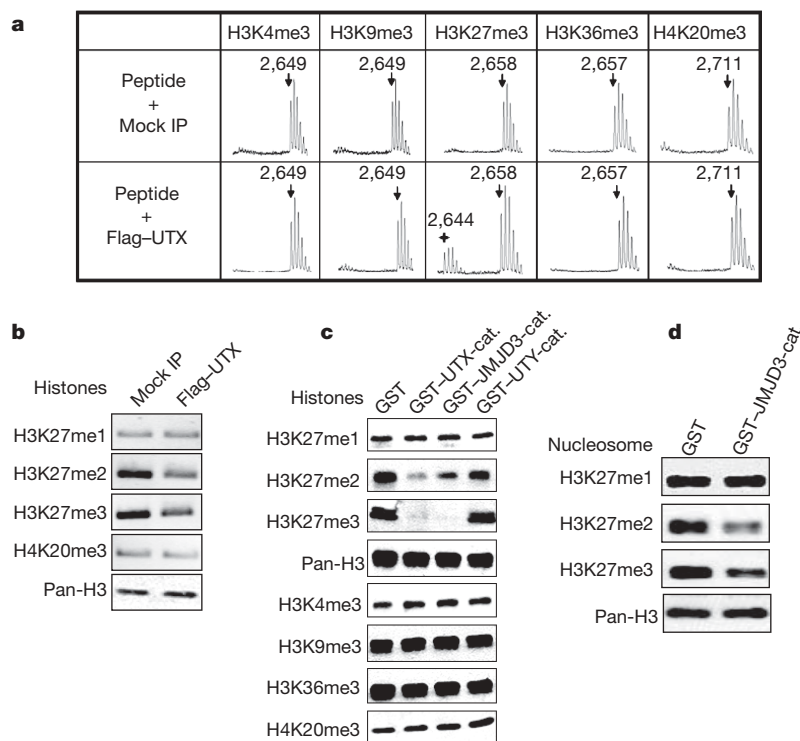 a
H3K4me3 H3K9me3 H3K27me3 H3K36me3 H4K20me3
Peptide
+
Mock IP
2,649 2,649 2,658 2,657 2,711
Peptide
+
Flag–UTX
2,649 2,649 2,658 2,657 2,711
2,644
b
Histones
Mock IP
Flag–UTX
H3K27me1
H3K27me2
H3K27me3
H4K20me3
Pan-H3
c
Histones
GST
GST–UTX-cat.
GST–JMJD3-cat.
GST–UTY-cat.
H3K27me1
H3K27me2
H3K27me3
Pan-H3
H3K4me3
H3K9me3
H3K36me3
H4K20me3
d
Nucleosome
GST
GST–JMJD3-cat
H3K27me1
H3K27me2
H3K27me3
Pan-H3